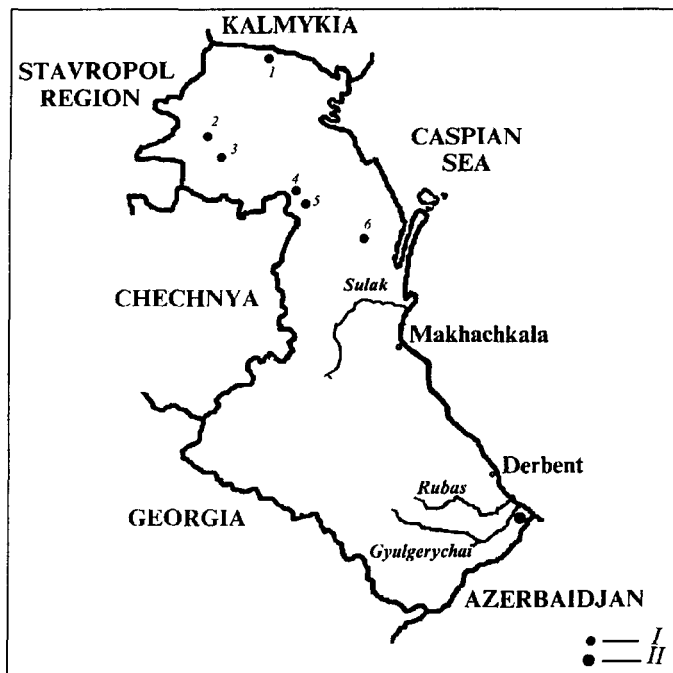 KALMYKIA
STAVROPOL
REGION
1
2
3
CASPIAN
SEA
4
5
6
Sulak
CHECHNYA
Makhachkala
Derbent
Rubas
GEORGIA
Gyulgerychai
AZERBAIDJAN
I
II